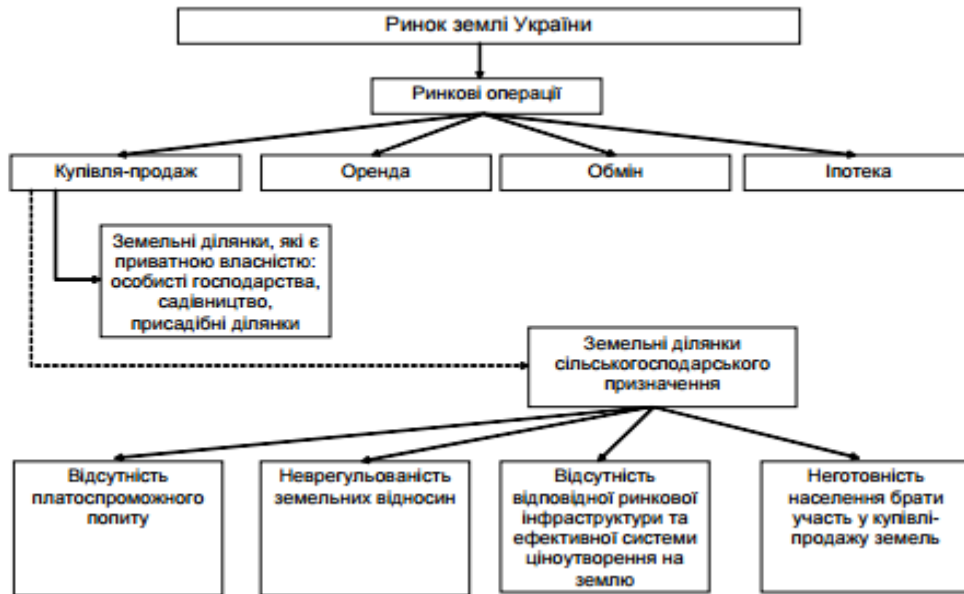 Ринок землі України
Ринкові операції
Купівля-продаж
Оренда
Обмін
Іпотека
Земельні ділянки, які є
приватною власністю:
особисті господарства,
садівництво,
присадібні ділянки
Земельні ділянки
сільськогосподарського
призначення
Відсутність
платоспроможного
попиту
Неврегульованість
земельних відносин
Відсутність
відповідної ринкової
інфраструктури та
ефективної системи
ціноутворення на
землю
Неготовність
населення брати
участь у купівлі-
продажу земель